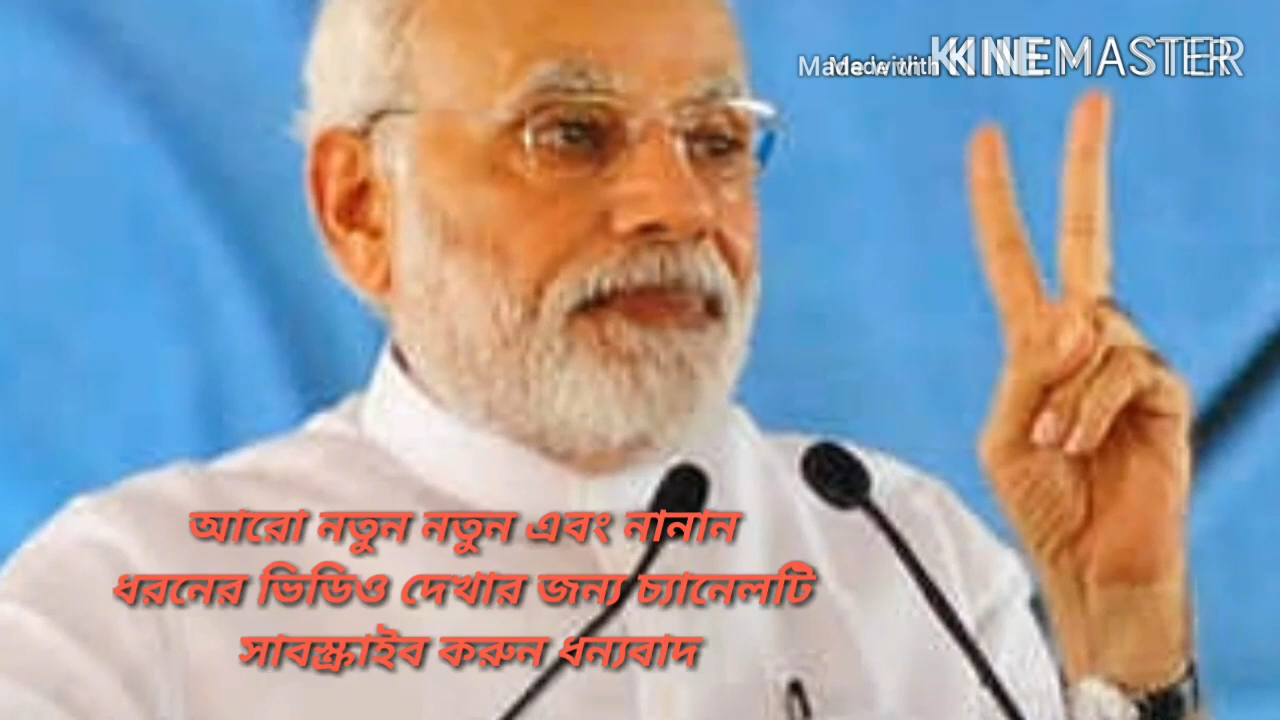 Made with KINEMASTER
আরো নতুন নতুন এবং নানান
ধরনের ভিডিও দেখার জন্য চ্যানেলটি
সাবস্ক্রাইব করুন ধন্যবাদ